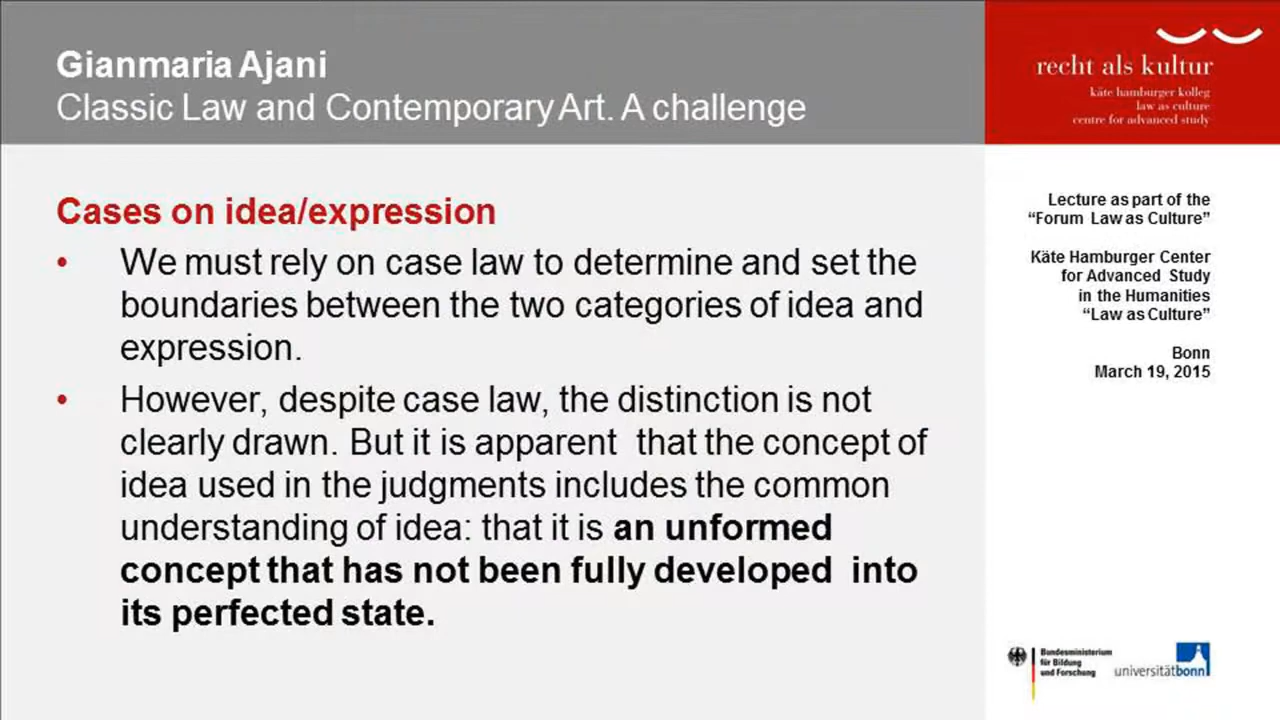 Gianmaria Ajani
Classic Law and Contemporary Art. A challenge
recht als kultur
käte hamburger kolleg
law as culture
centre for advanced study
Cases on idea/expression
• We must rely on case law to determine and set the
boundaries between the two categories of idea and
expression.
• However, despite case law, the distinction is not
clearly drawn. But it is apparent that the concept of
idea used in the judgments includes the common
understanding of idea: that it is an unformed
concept that has not been fully developed into
its perfected state.
Lecture as part of the
“Forum Law as Culture”
Käte Hamburger Center
for Advanced Study
in the Humanities
“Law as Culture”
Bonn
March 19, 2015
Bundesministerium
für Bildung
und Forschung
universitätbonn